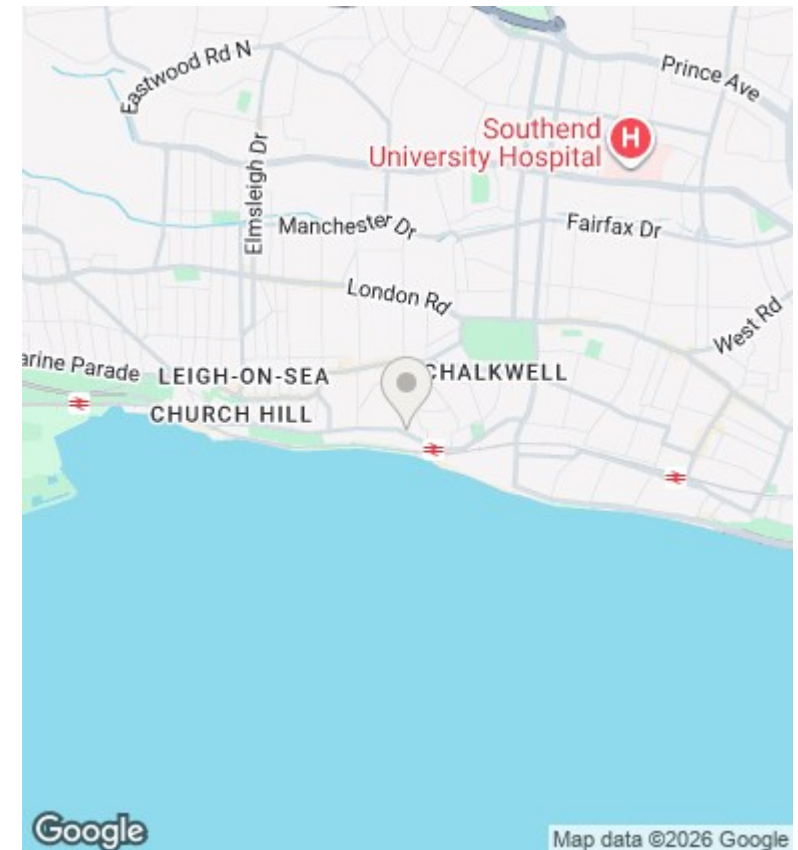 Eastwood Rd N
Prince Ave
Southend
University Hospital
H
Elmsleigh Dr
Manchester Dr
Fairfax Dr
London Rd
West Rd
arine Parade
LEIGH-ON-SEA
CHALKWELL
CHURCH HILL
Google
Map data ©2026 Google